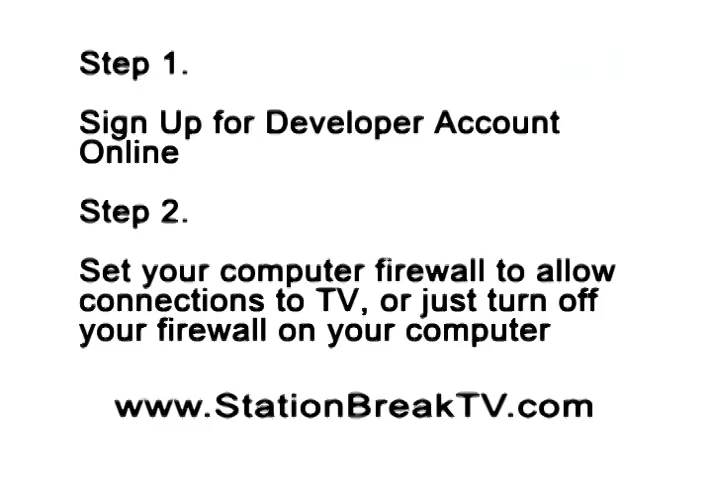 Step 1.
Sign Up for Developer Account
Online
Step 2.
Set your computer firewall to allow
connections to TV, or just turn off
your firewall on your computer
www.StationBreakTV.com